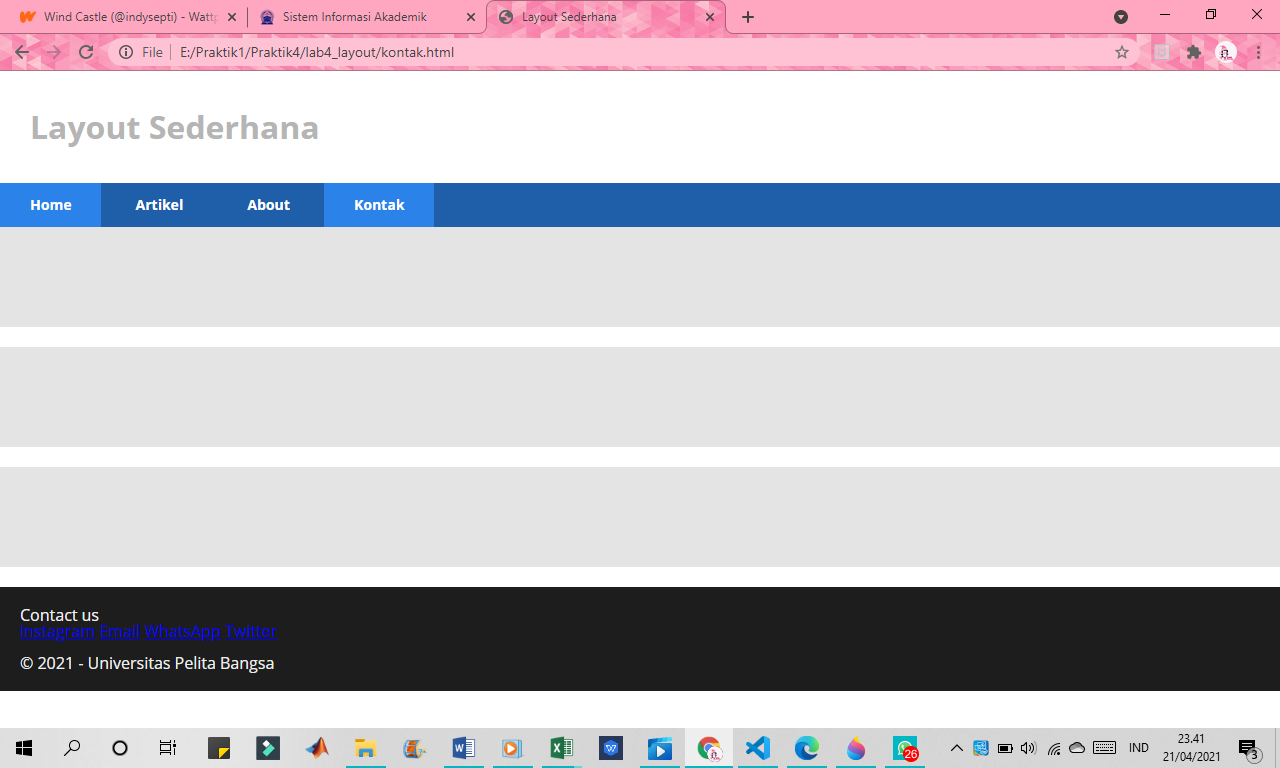 Wind Castle (@indysepti) - Wattp
Sistem Informasi Akademik
Layout Sederhana
File
E:/Praktik1/Praktik4/lab4_layout/kontak.html
Layout Sederhana
Home Artikel About Kontak
Contact us
Instagram Email WhatsApp Twitter
© 2021 - Universitas Pelita Bangsa
26
IND
23.41
21/04/2021
3